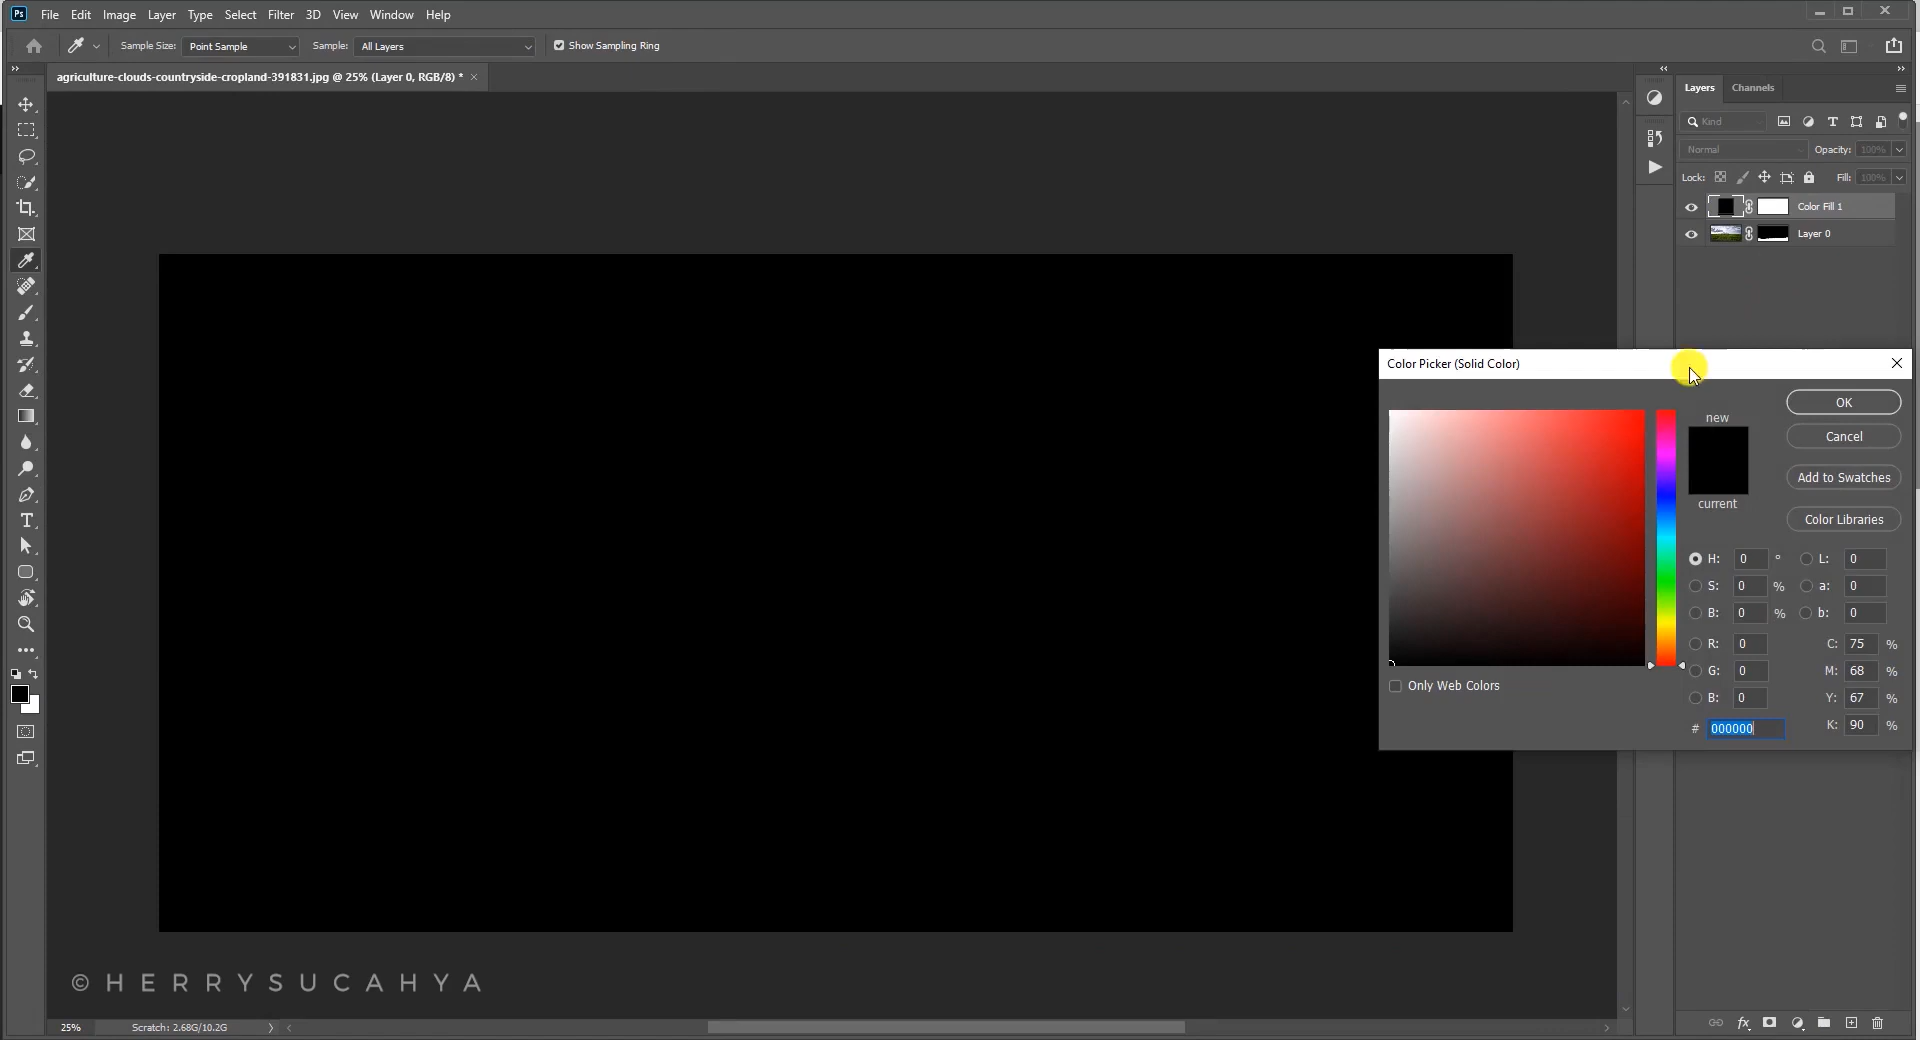 Ps File Edit Image Layer Type Select Filter 3D View Window Help
Sample Size: Point Sample Sample: All Layers Show Sampling Ring
agriculture-clouds-countryside-cropland-391831.jpg @ 25% (Layer 0, RGB/8) * ×
Layers Channels
Kind
Normal Opacity: 100%
Lock: Fill: 100%
Color Fill 1
Layer 0
Color Picker (Solid Color)
OK
new
Cancel
Add to Swatches
current
Color Libraries
H: 0 ° L: 0
S: 0 % a: 0
B: 0 % b: 0
R: 0 C: 75 %
G: 0 M: 68 %
Only Web Colors
B: 0 Y: 67 %
# 000000 K: 90 %
© HERRYSUCAHYA
25% Scratch: 2.68G/10.2G